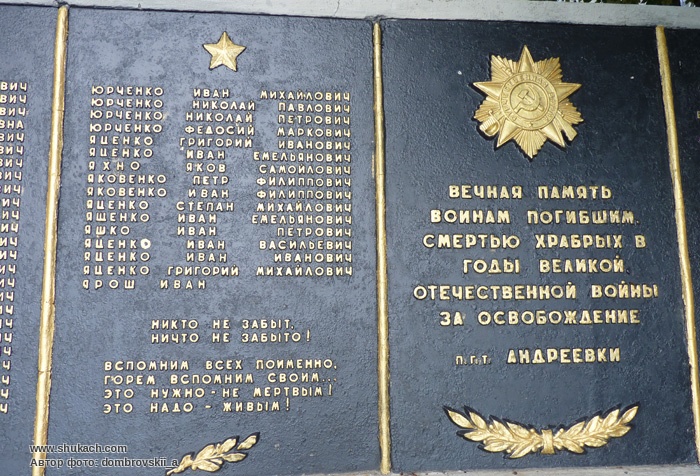 ЮРЧЕНКО ИВАН МИХАЙЛОВИЧ
ЮРЧЕНКО НИКОЛАЙ ПАВЛОВИЧ
ЮРЧЕНКО НИКОЛАЙ ПЕТРОВИЧ
ЮРЧЕНКО ФЕДОСИЙ МАРКОВИЧ
ЯЦЕНКО ГРИГОРИЙ ИВАНОВИЧ
ЯЦЕНКО ИВАН ЕМЕЛЬЯНОВИЧ
ЯХНО ЯКОВ САМОЙЛОВИЧ
ЯКОВЕНКО ПЕТР ФИЛИППОВИЧ
ЯКОВЕНКО ИВАН ФИЛИППОВИЧ
ЯЦЕНКО СТЕПАН МИХАЙЛОВИЧ
ЯЩЕНКО ИВАН ЕМЕЛЬЯНОВИЧ
ЯШКО ИВАН ПЕТРОВИЧ
ЯЦЕНКО ИВАН ВАСИЛЬЕВИЧ
ЯЦЕНКО ИВАН ИВАНОВИЧ
ЯЦЕНКО ГРИГОРИЙ МИХАЙЛОВИЧ
ЯРОШ ИВАН
НИКТО НЕ ЗАБЫТ,
НИЧТО НЕ ЗАБЫТО!
ВСПОМНИМ ВСЕХ ПОИМЕННО,
ГОРЕМ ВСПОМНИМ СВОИМ...
ЭТО НУЖНО - НЕ МЕРТВЫМ!
ЭТО НАДО - ЖИВЫМ!
ВЕЧНАЯ ПАМЯТЬ
ВОИНАМ ПОГИБШИМ
СМЕРТЬЮ ХРАБРЫХ В
ГОДЫ ВЕЛИКОЙ
ОТЕЧЕСТВЕННОЙ ВОЙНЫ
ЗА ОСВОБОЖДЕНИЕ
п.г.т. АНДРЕЕВКИ
www.shukach.com
Автор фото: dombrovskii_a